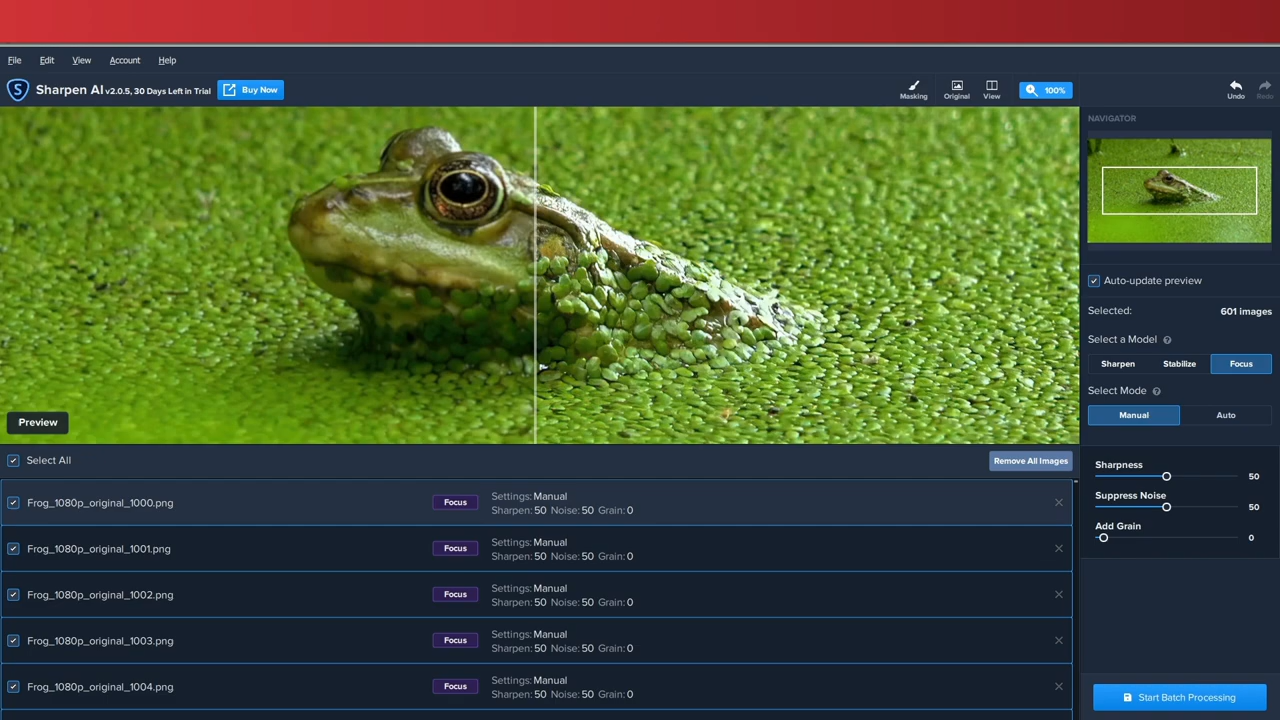 File Edit View Account Help
Sharpen AI v2.0.5, 30 Days Left in Trial Buy Now Masking Original View 100% Undo Redo
NAVIGATOR
Auto-update preview
Selected: 601 images
Select a Model ?
Sharpen Stabilize Focus
Select Mode ?
Manual Auto
Preview
Select All Remove All Images
Sharpness 50
Suppress Noise 50
Add Grain 0
Frog_1080p_original_1000.png Focus Settings: Manual
Sharpen: 50 Noise: 50 Grain: 0
Frog_1080p_original_1001.png Focus Settings: Manual
Sharpen: 50 Noise: 50 Grain: 0
Frog_1080p_original_1002.png Focus Settings: Manual
Sharpen: 50 Noise: 50 Grain: 0
Frog_1080p_original_1003.png Focus Settings: Manual
Sharpen: 50 Noise: 50 Grain: 0
Frog_1080p_original_1004.png Focus Settings: Manual
Sharpen: 50 Noise: 50 Grain: 0
Start Batch Processing